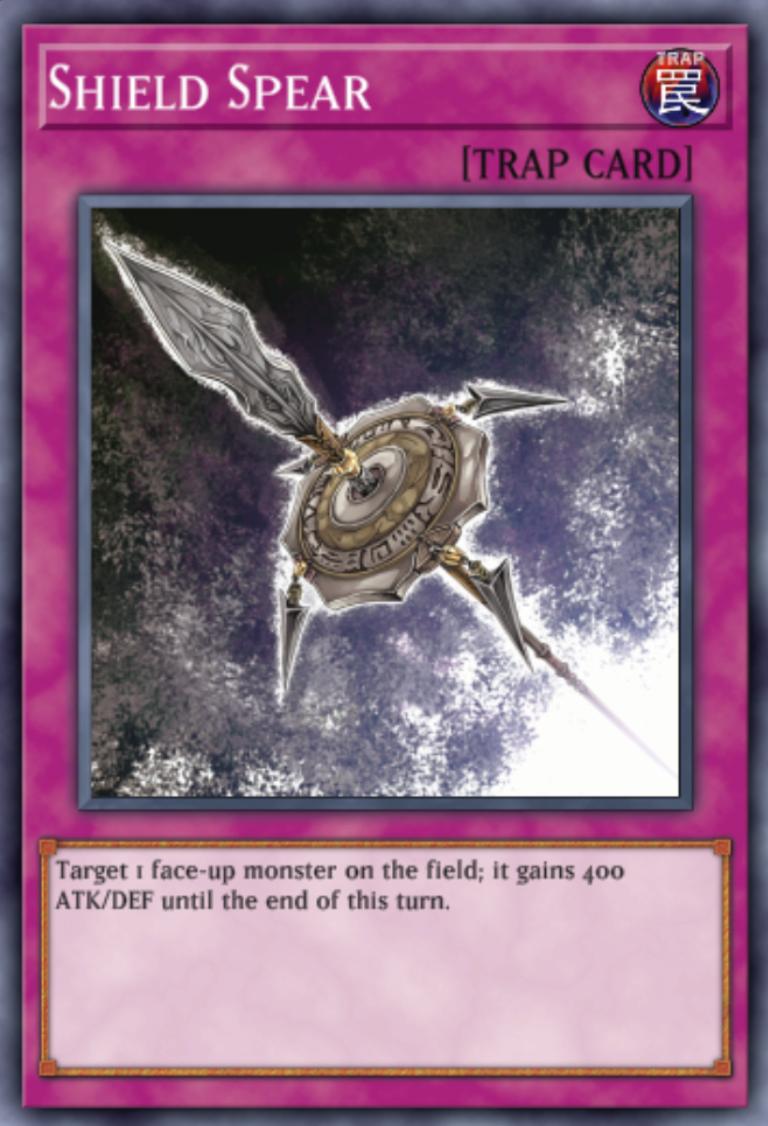 Shield Spear
TRAP
罠
[TRAP CARD]
Target 1 face-up monster on the field; it gains 400
ATK/DEF until the end of this turn.